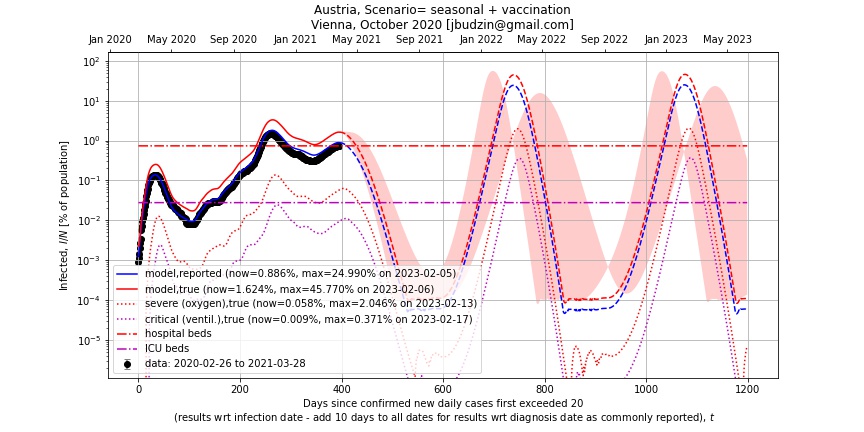 Austria, Scenario= seasonal + vaccination
Vienna, October 2020 [jbudzin@gmail.com]
Jan 2020 May 2020 Sep 2020 Jan 2021 May 2021 Sep 2021 Jan 2022 May 2022 Sep 2022 Jan 2023 May 2023
10² 10¹ 10⁰ 10⁻¹ 10⁻² 10⁻³ 10⁻⁴ 10⁻⁵
Infected, I/N [% of population]
model,reported (now=0.886%, max=24.990% on 2023-02-05)
model,true (now=1.624%, max=45.770% on 2023-02-06)
severe (oxygen),true (now=0.058%, max=2.046% on 2023-02-13)
critical (ventil.),true (now=0.009%, max=0.371% on 2023-02-17)
hospital beds
ICU beds
data: 2020-02-26 to 2021-03-28
0 200 400 600 800 1000 1200
Days since confirmed new daily cases first exceeded 20
(results wrt infection date - add 10 days to all dates for results wrt diagnosis date as commonly reported), t